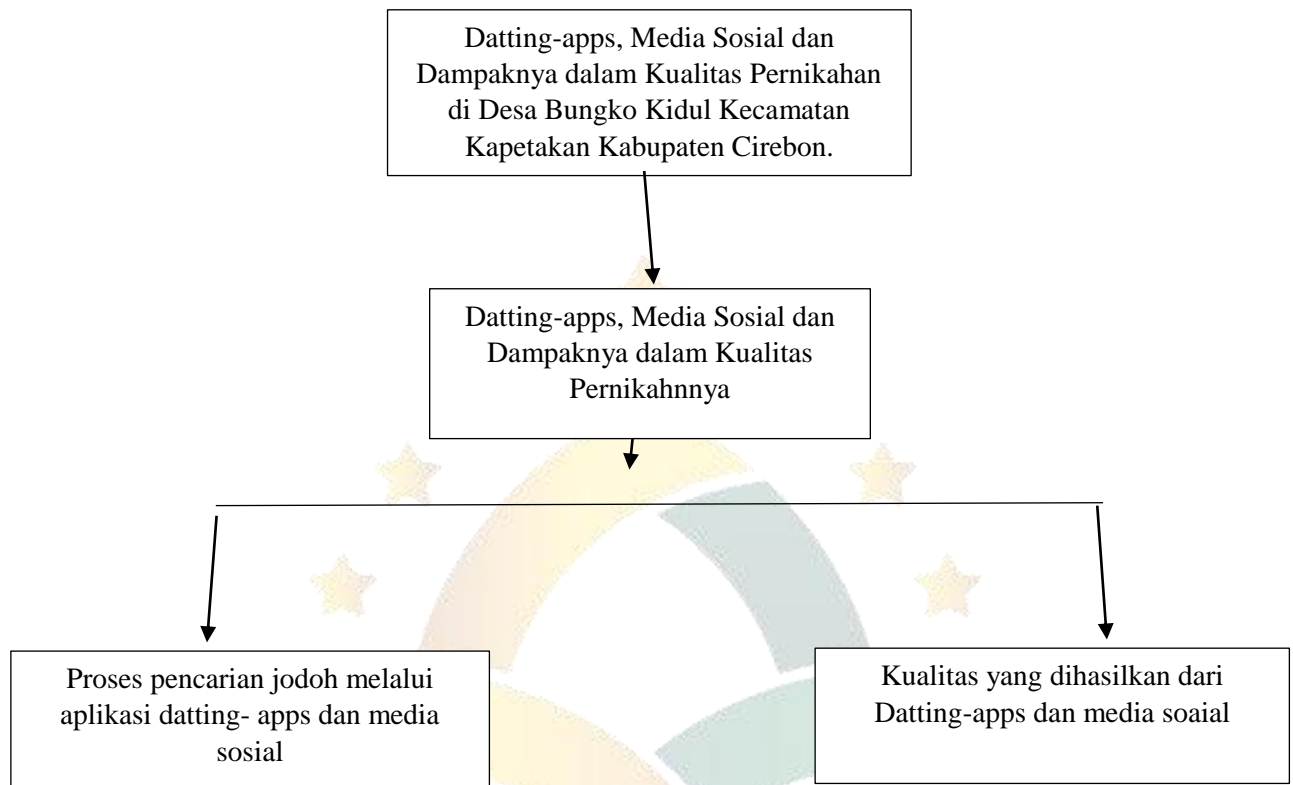 Datting-apps, Media Sosial dan
Dampaknya dalam Kualitas Pernikahan
di Desa Bungko Kidul Kecamatan
Kapetakan Kabupaten Cirebon.
Datting-apps, Media Sosial dan
Dampaknya dalam Kualitas
Pernikahnnnya
Proses pencarian jodoh melalui
aplikasi datting- apps dan media
sosial
Kualitas yang dihasilkan dari
Datting-apps dan media soaial